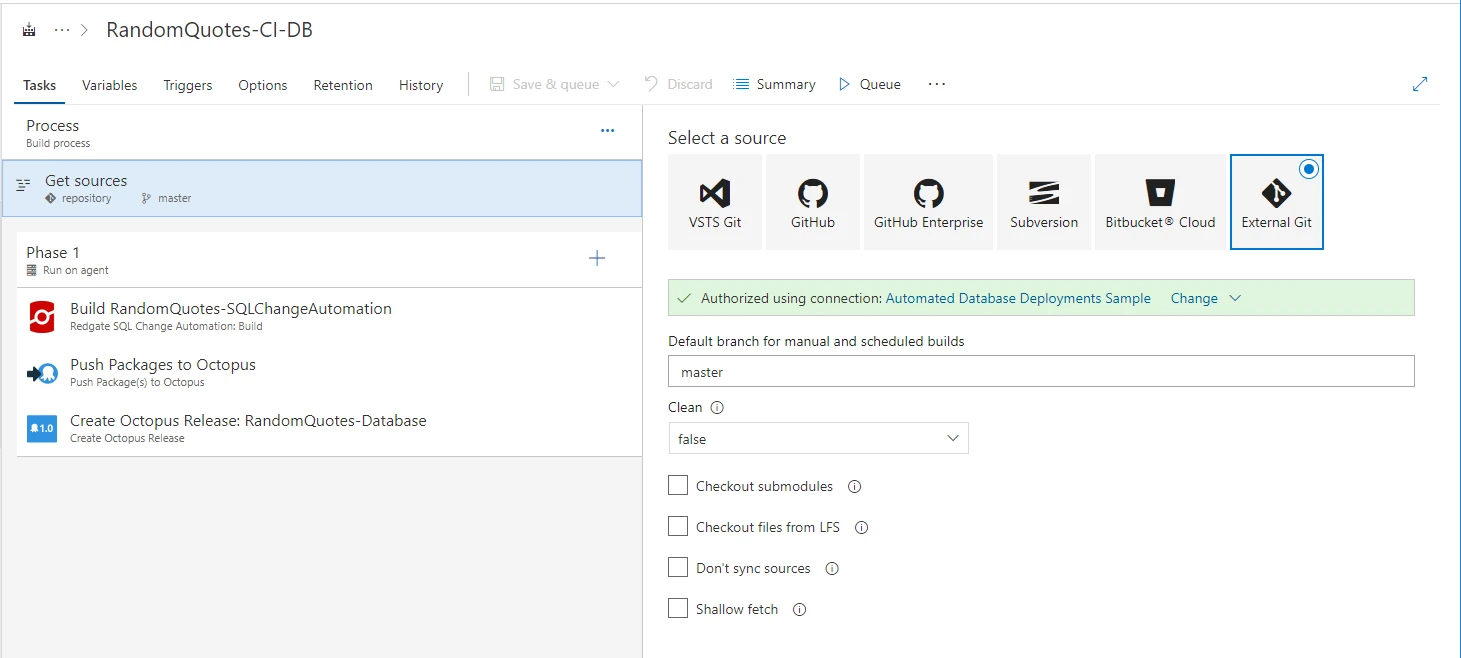 RandomQuotes-CI-DB
Tasks Variables Triggers Options Retention History Save & queue Discard Summary Queue
Process
Build process
Get sources
repository master
Phase 1
Run on agent
Build RandomQuotes-SQLChangeAutomation
Redgate SQL Change Automation: Build
Push Packages to Octopus
Push Package(s) to Octopus
1.0
Create Octopus Release: RandomQuotes-Database
Create Octopus Release
Select a source
VSTS Git GitHub GitHub Enterprise Subversion Bitbucket® Cloud External Git
Authorized using connection: Automated Database Deployments Sample Change
Default branch for manual and scheduled builds
master
Clean
false
Checkout submodules
Checkout files from LFS
Don't sync sources
Shallow fetch